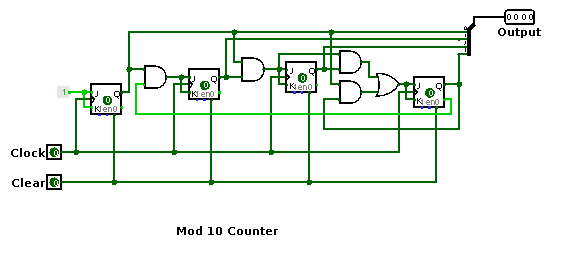 0000
Output
1
J Q
0
K en0
J Q
0
K en0
J Q
0
K en0
J Q
0
K en0
Clock 0
Clear 0
Mod 10 Counter